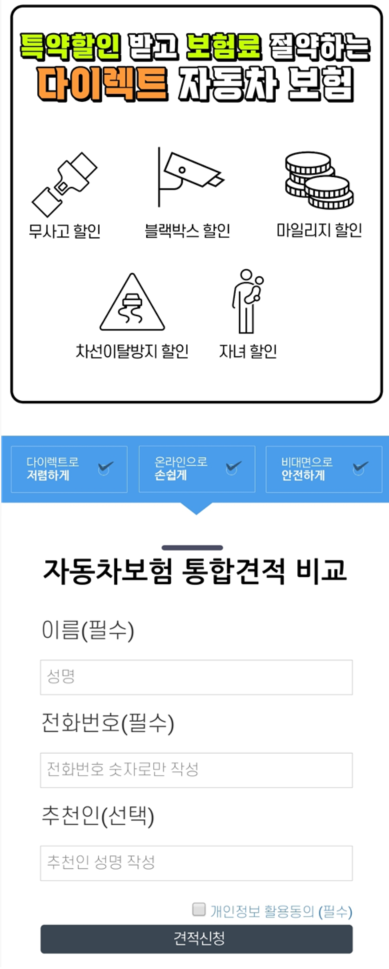 특약할인 받고 보험료 절약하는
다이렉트 자동차 보험
무사고 할인
블랙박스 할인
마일리지 할인
차선이탈방지 할인
자녀 할인
다이렉트로
저렴하게
온라인으로
손쉽게
비대면으로
안전하게
자동차보험 통합견적 비교
이름(필수)
성명
전화번호(필수)
전화번호 숫자로만 작성
추천인(선택)
추천인 성명 작성
개인정보 활용동의 (필수)
견적신청